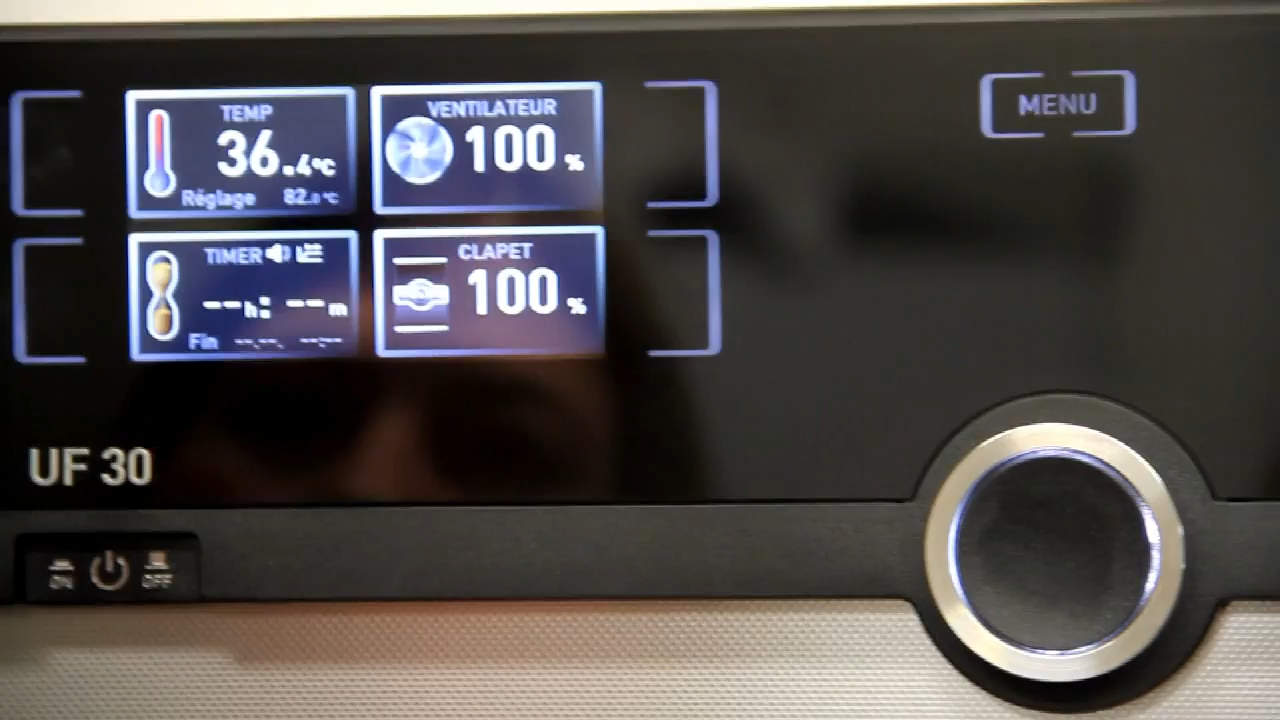 TEMP
36.4°C
Réglage 82.0°C
VENTILATEUR
100 %
MENU
TIMER
--h: --m
Fin --.--. --:--
CLAPET
100 %
UF 30
ON OFF